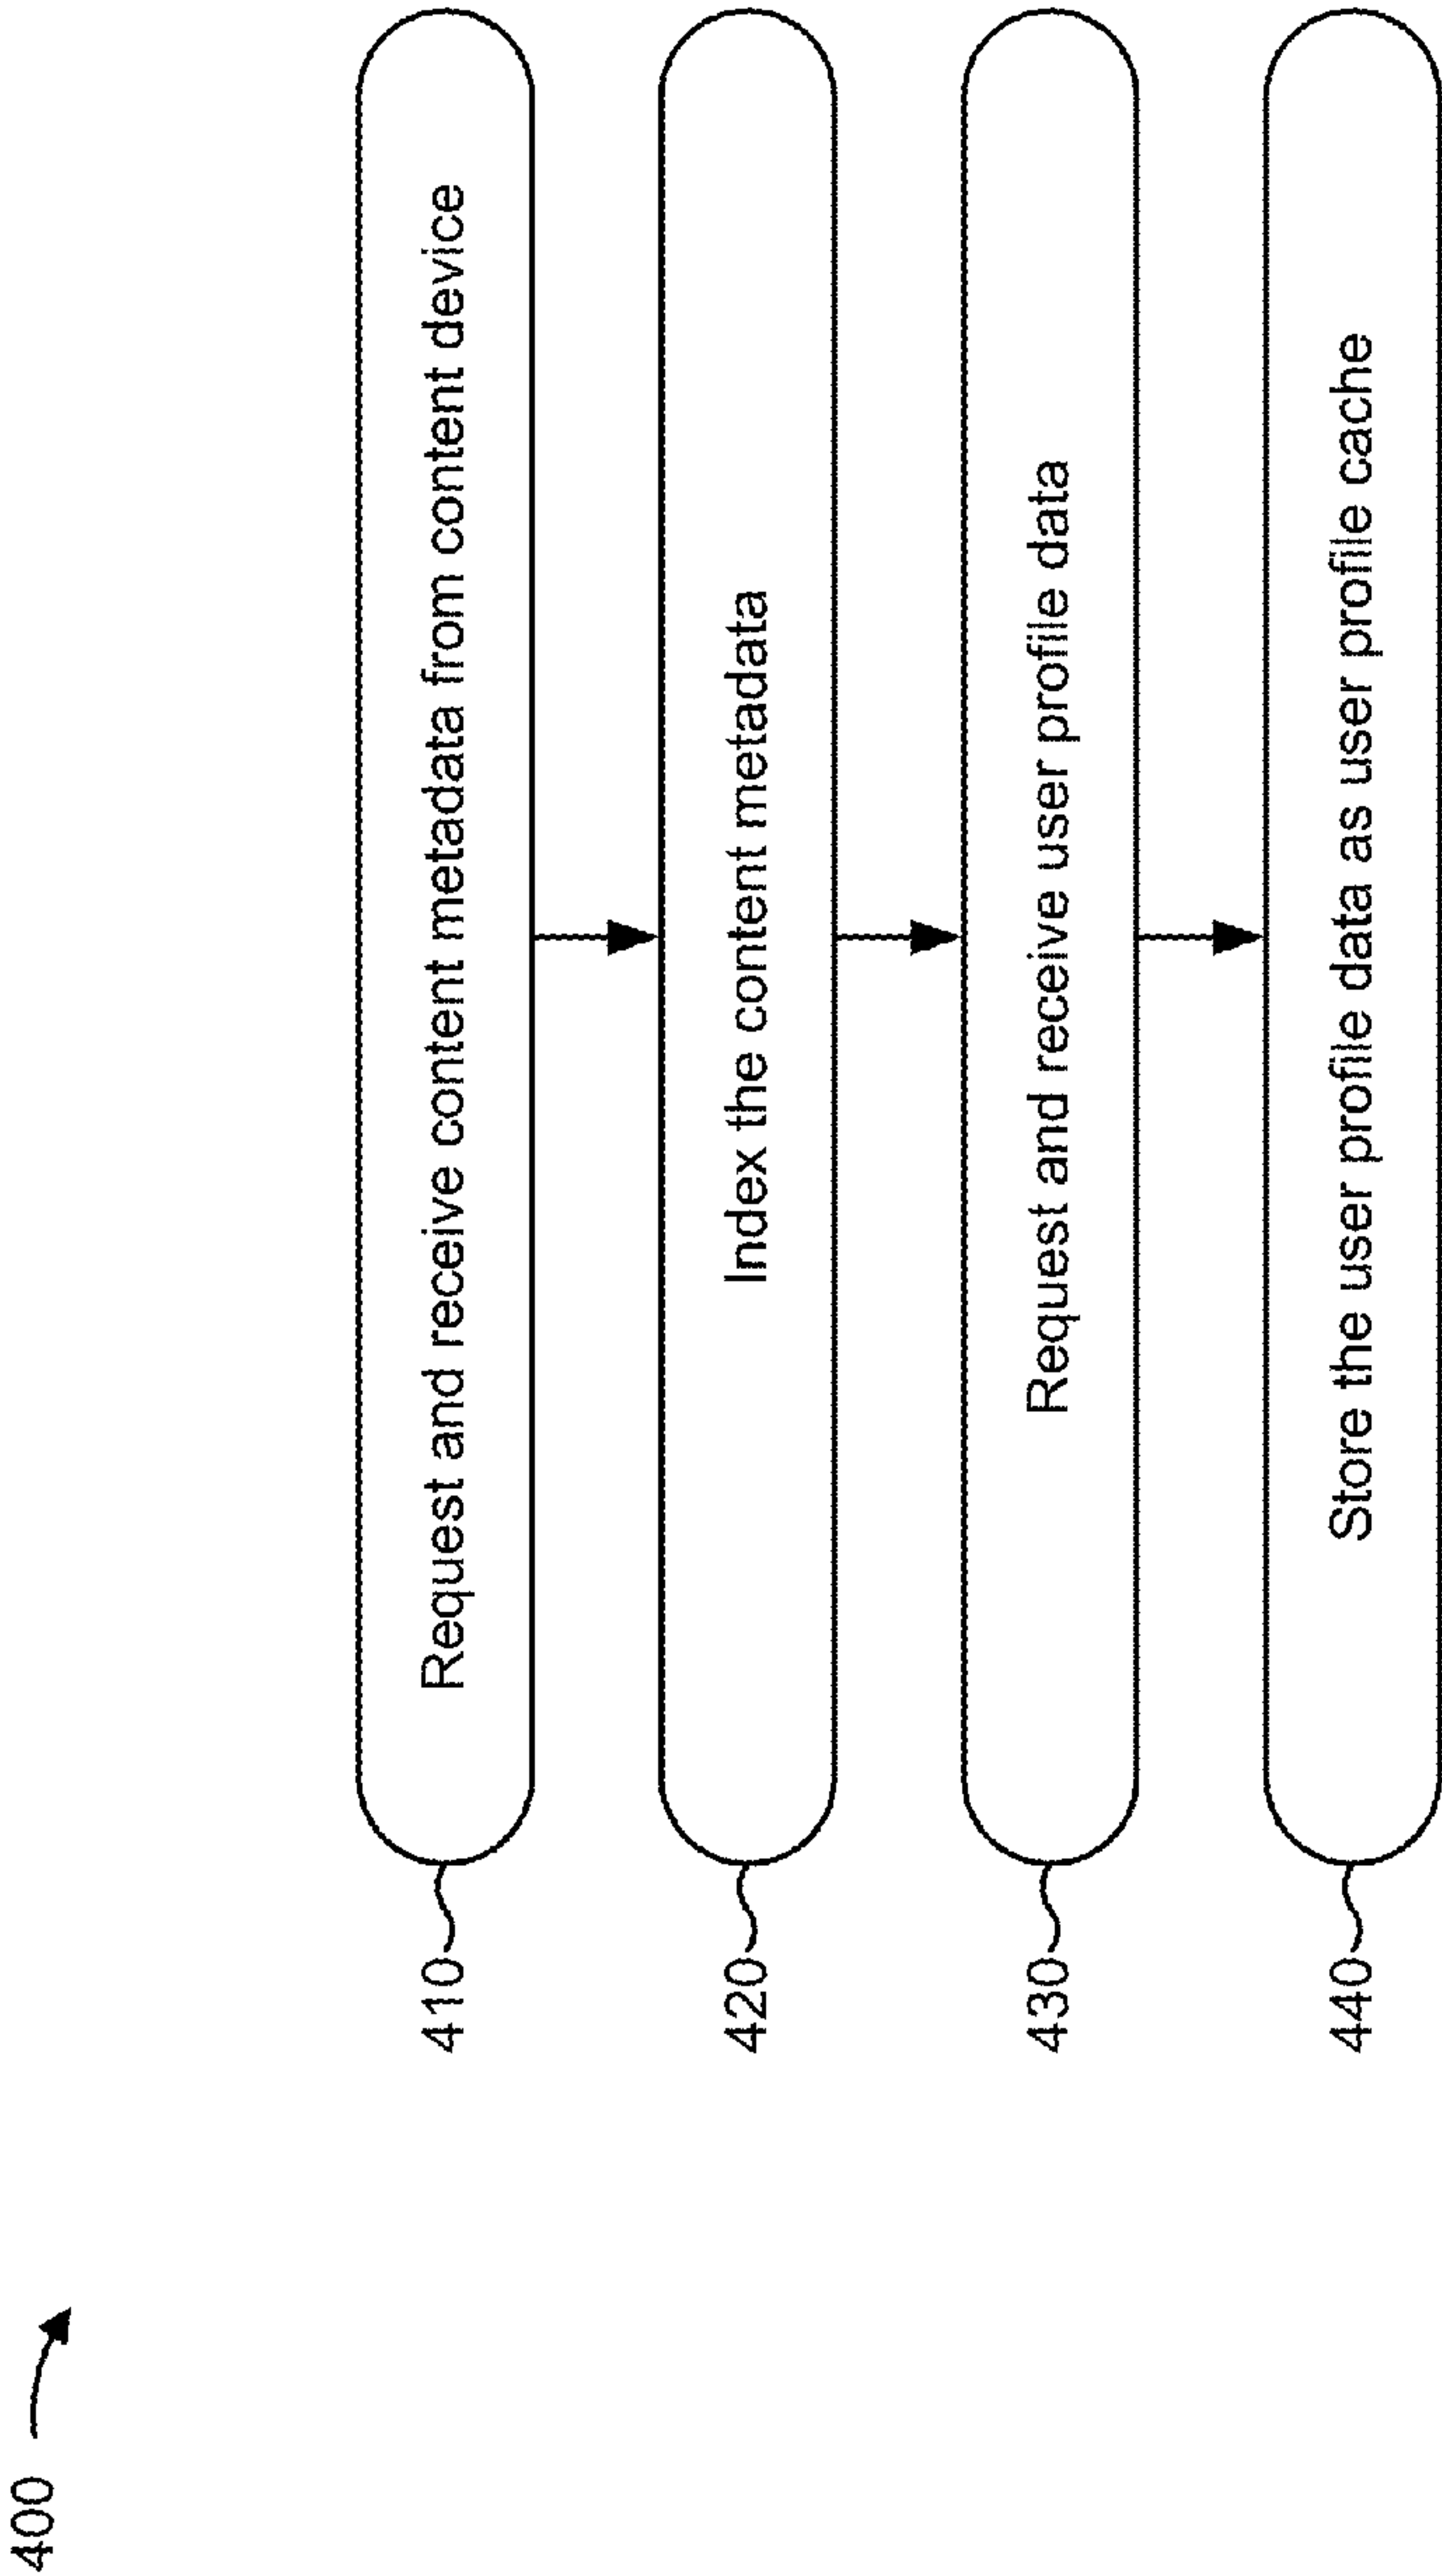 400
410
Request and receive content metadata from content device
420
Index the content metadata
430
Request and receive user profile data
440
Store the user profile data as user profile cache